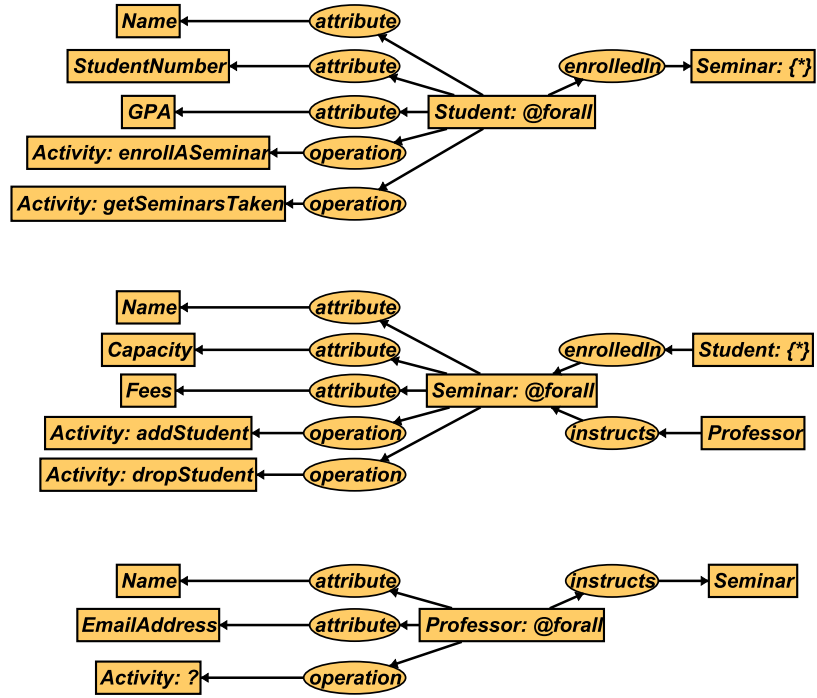 Name attribute
StudentNumber attribute enrolledIn Seminar: {*}
GPA attribute Student: @forall
Activity: enrollASeminar operation
Activity: getSeminarsTaken operation
Name attribute
Capacity attribute enrolledIn Student: {*}
Fees attribute Seminar: @forall
Activity: addStudent operation instructs Professor
Activity: dropStudent operation
Name attribute instructs Seminar
EmailAddress attribute Professor: @forall
Activity: ? operation